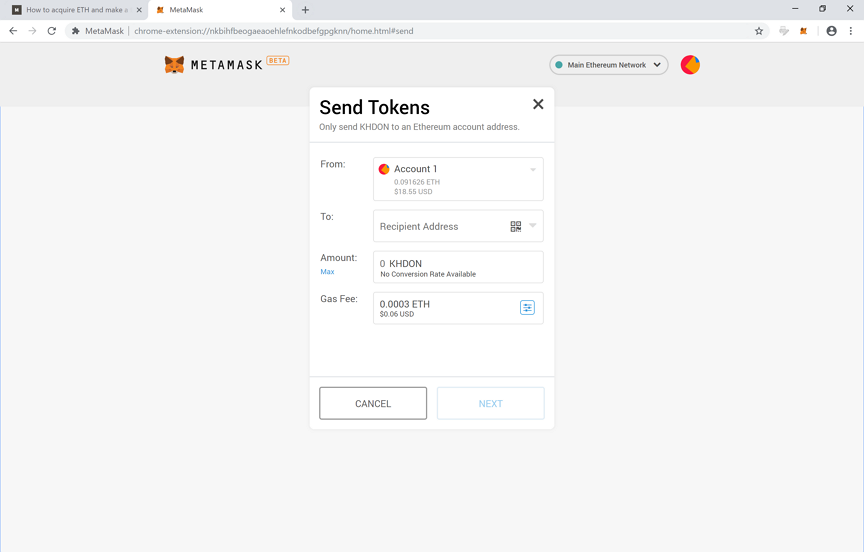 How to acquire ETH and make a
MetaMask
MetaMask
chrome-extension://nkbihfbeogaeaoehlefnkodbefgpgknn/home.html#send
METAMASK
BETA
Main Ethereum Network
Send Tokens
Only send KHDON to an Ethereum account address.
From:
Account 1
0.091626 ETH
$18.55 USD
To:
Recipient Address
Amount:
Max
0 KHDON
No Conversion Rate Available
Gas Fee:
0.0003 ETH
$0.06 USD
CANCEL
NEXT